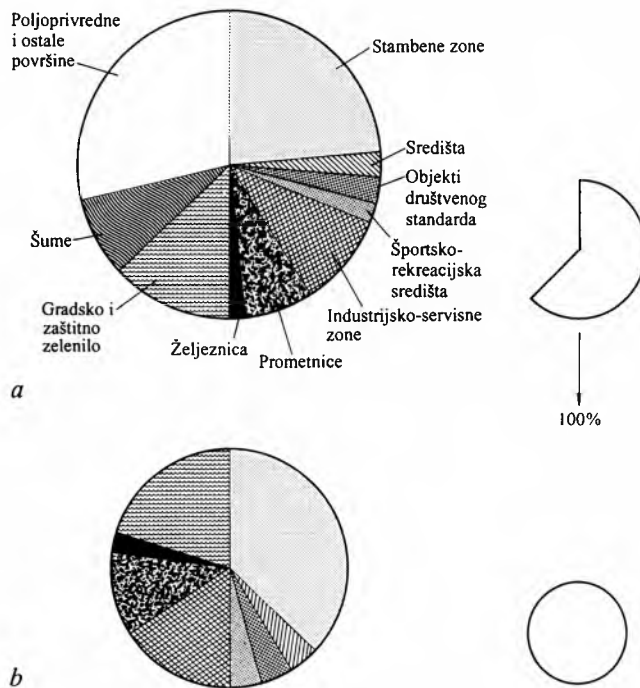 Poljoprivredne
i ostale
površine
Stambene zone
Središta
Objekti
društvenog
standarda
Športsko-
rekreacijska
središta
Industrijsko-servisne
zone
Prometnice
Željeznica
Gradsko i
zaštitno
zelenilo
Šume
a
100%
b